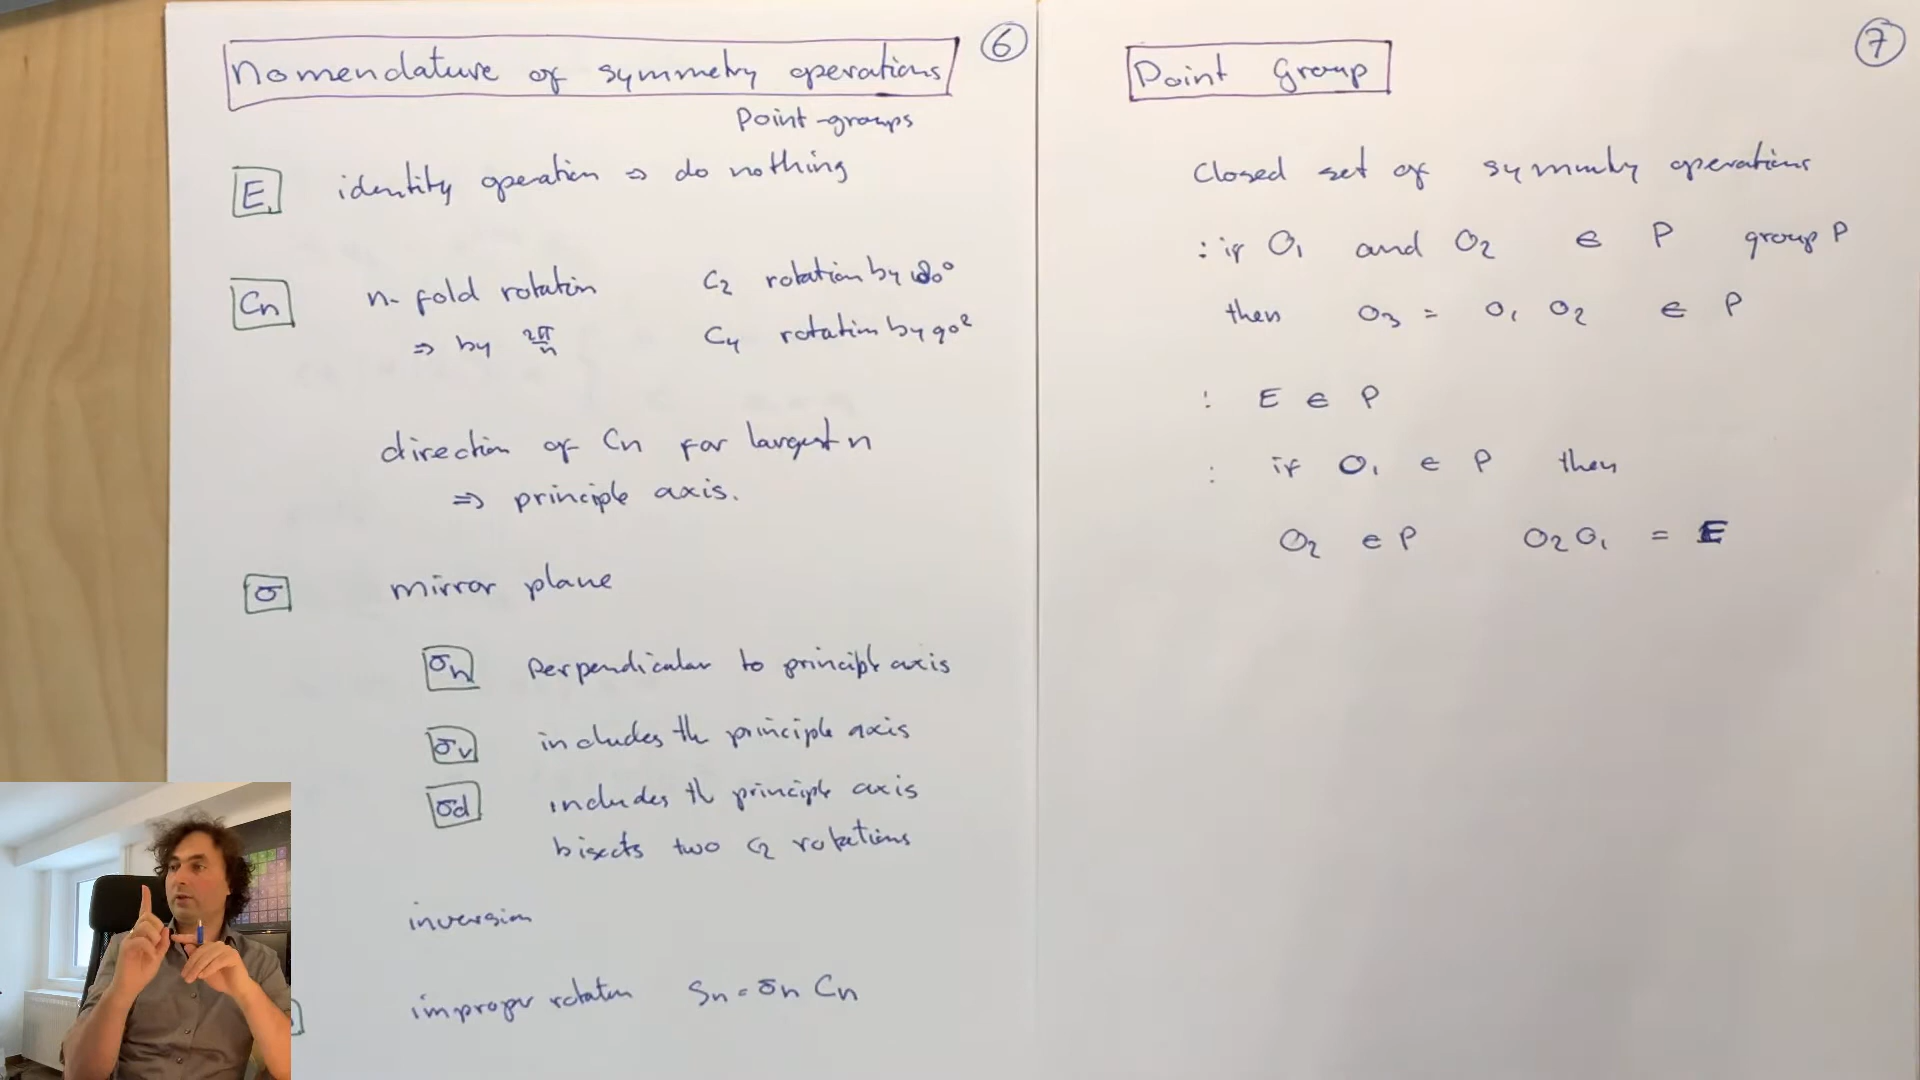 6
Nomenclature of symmetry operations
Point-groups
E identity operation ⇒ do nothing
Cn n-fold rotation C2 rotation by 180°
⇒ by 2π/n C4 rotation by 90°
direction of Cn for largest n
⇒ principle axis.
σ mirror plane
σh perpendicular to principle axis
σv includes the principle axis
σd includes the principle axis
bisects two C2 rotations
inversion
improper rotation Sn = σh Cn
7
Point Group
Closed set of symmetry operations
: if O1 and O2 ∈ P group P
then O3 = O1 O2 ∈ P
: E ∈ P
: if O1 ∈ P then
O2 ∈ P O2O1 = E